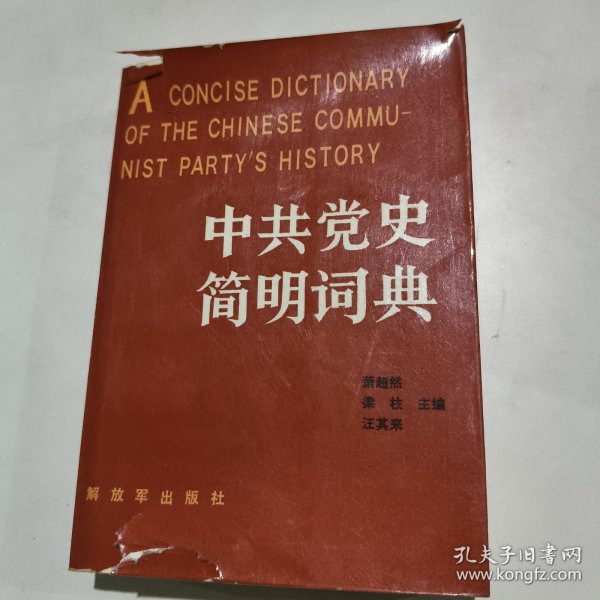 A CONCISE DICTIONARY
OF THE CHINESE COMMU-
NIST PARTY'S HISTORY
中共党史
简明词典
萧超然
梁柱 主编
汪其来
解放军出版社
孔夫子旧书网
www.kongfz.com